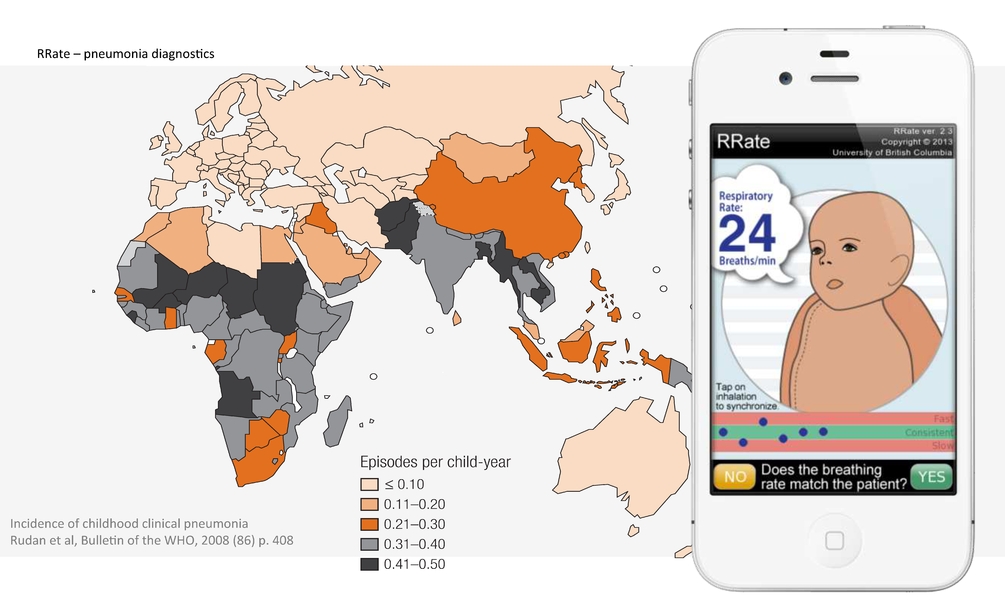 RRate – pneumonia diagnostics
Episodes per child-year
≤ 0.10
0.11–0.20
0.21–0.30
0.31–0.40
0.41–0.50
Incidence of childhood clinical pneumonia
Rudan et al, Bulletin of the WHO, 2008 (86) p. 408
RRate
RRate ver. 2.3
Copyright © 2013
University of British Columbia
Respiratory
Rate:
24
Breaths/min
Tap on
inhalation
to synchronize.
Fast
Consistent
Slow
NO
Does the breathing
rate match the patient?
YES